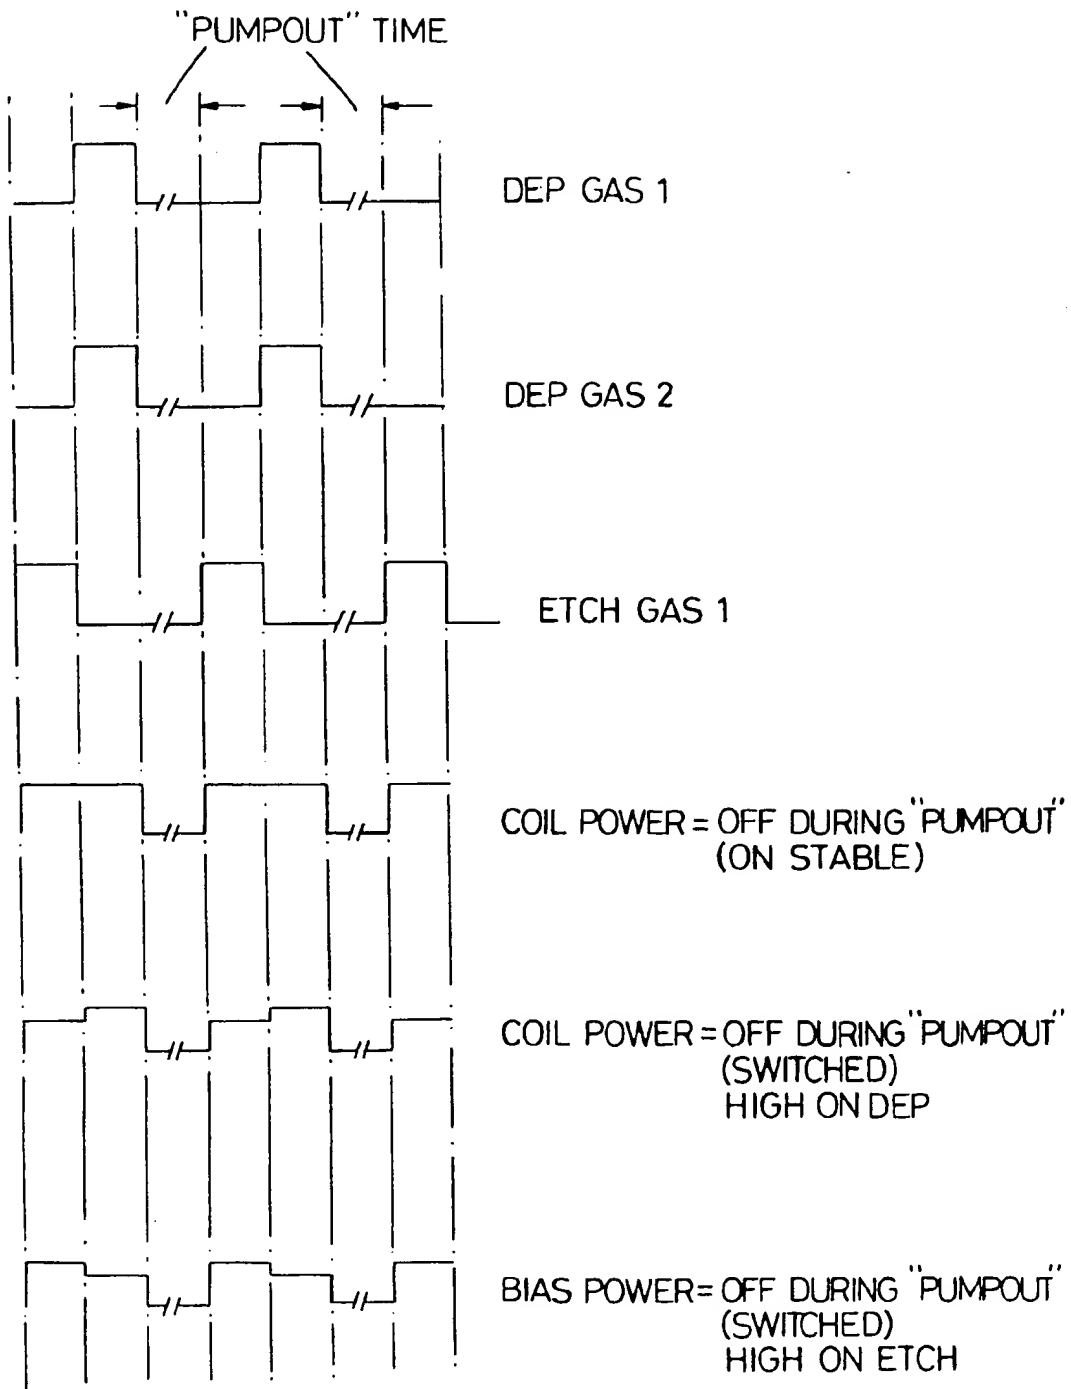 "PUMPOUT" TIME
DEP GAS 1
DEP GAS 2
ETCH GAS 1
COIL POWER = OFF DURING "PUMPOUT"
(ON STABLE)
COIL POWER = OFF DURING "PUMPOUT"
(SWITCHED)
HIGH ON DEP
BIAS POWER = OFF DURING "PUMPOUT"
(SWITCHED)
HIGH ON ETCH